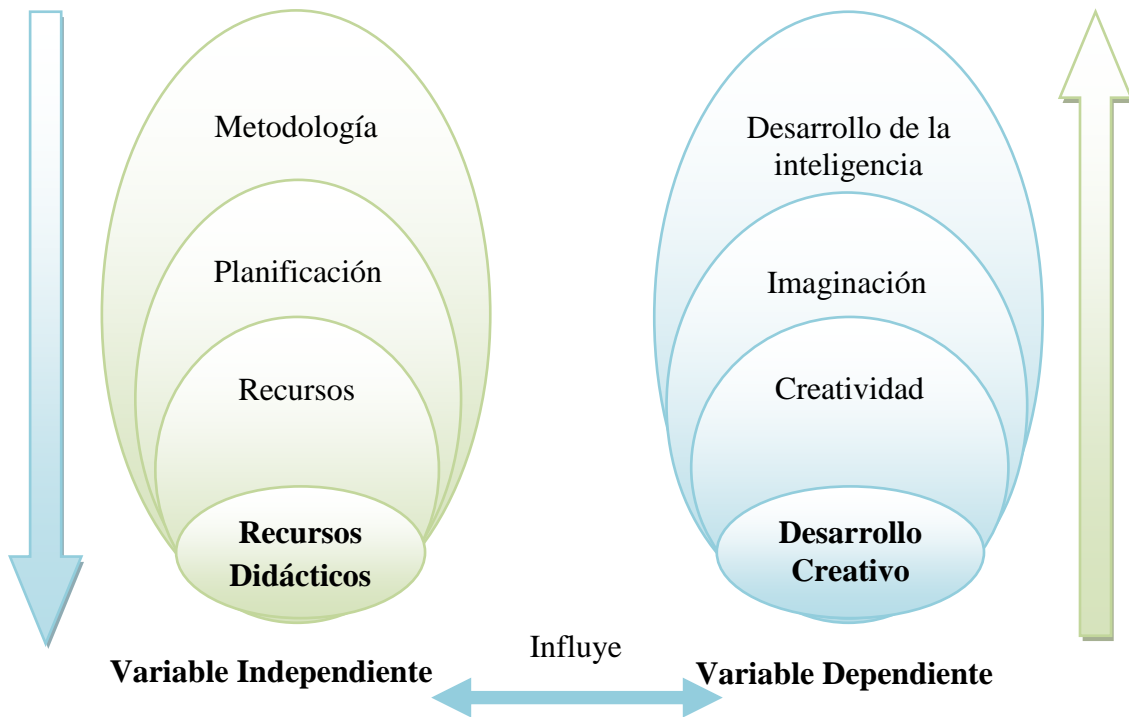 Metodología
Planificación
Recursos
Recursos
Didácticos
Variable Independiente
Influye
Desarrollo de la
inteligencia
Imaginación
Creatividad
Desarrollo
Creativo
Variable Dependiente